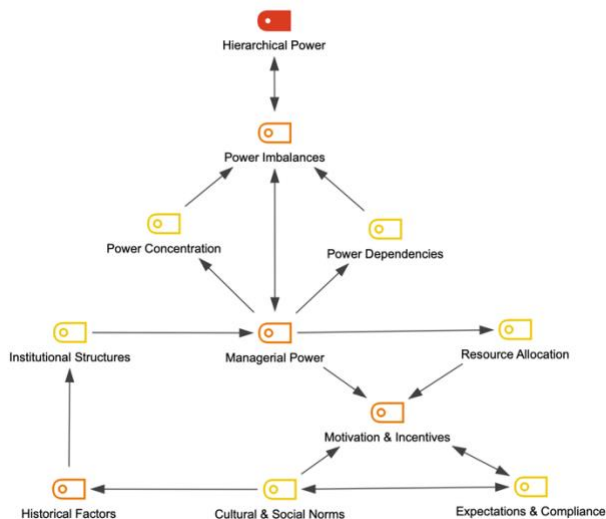 Hierarchical Power
Power Imbalances
Power Concentration
Power Dependencies
Institutional Structures
Managerial Power
Resource Allocation
Motivation & Incentives
Historical Factors
Cultural & Social Norms
Expectations & Compliance